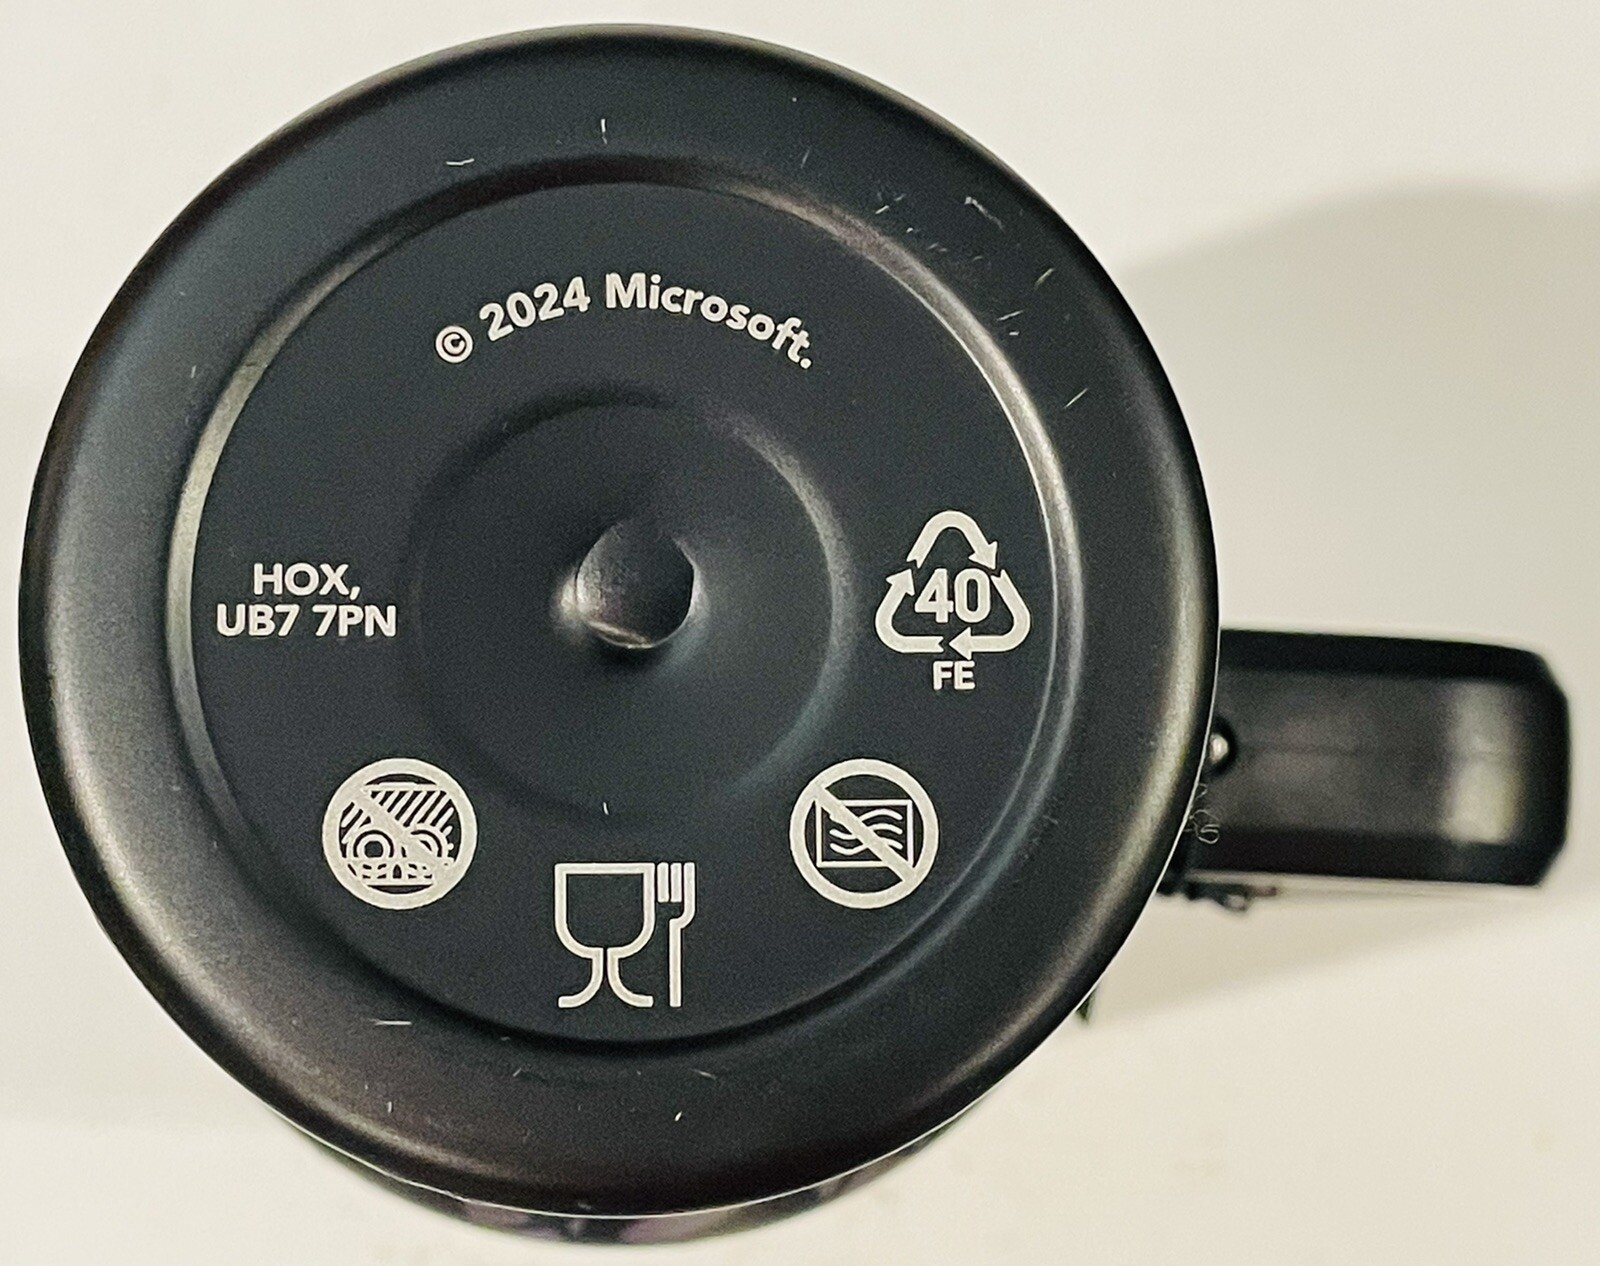 © 2024 Microsoft.
HOX,
UB7 7PN
40
FE